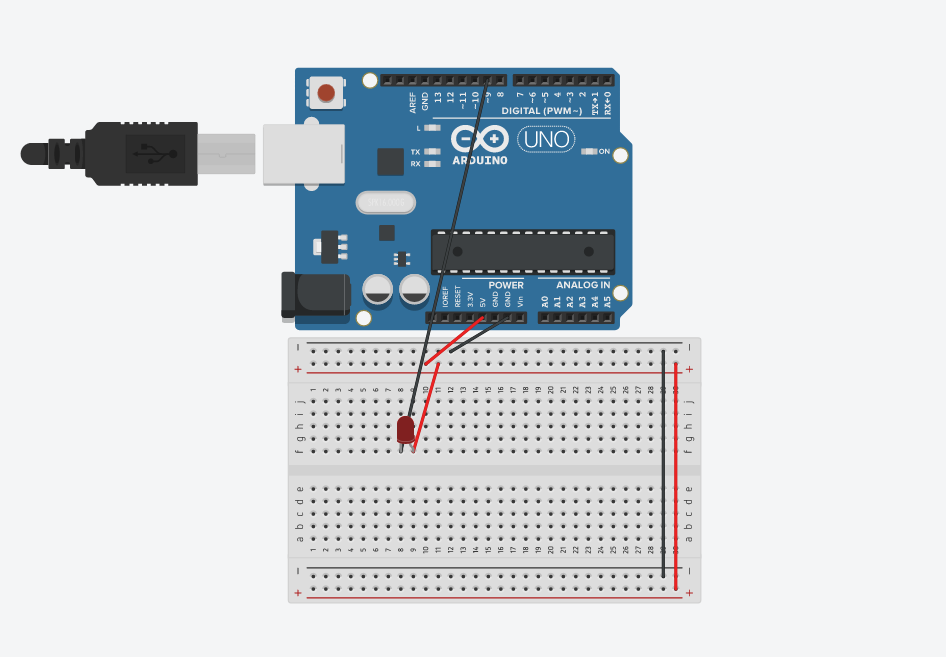 AREF
GND
13
12
~11
~10
~9
8
7
~6
~5
4
~3
2
TX→1
RX←0
DIGITAL (PWM~)
L
TX
RX
ARDUINO
UNO
ON
IOREF
RESET
3.3V
5V
GND
GND
Vin
POWER
ANALOG IN
A0
A1
A2
A3
A4
A5
− −
+ +
1 2 3 4 5 6 7 8 9 10 11 12 13 14 15 16 17 18 19 20 21 22 23 24 25 26 27 28
j j
i i
h h
g g
f f
e e
d d
c c
b b
a a
1 2 3 4 5 6 7 8 9 10 11 12 13 14 15 16 17 18 19 20 21 22 23 24 25 26 27 28
− −
+ +